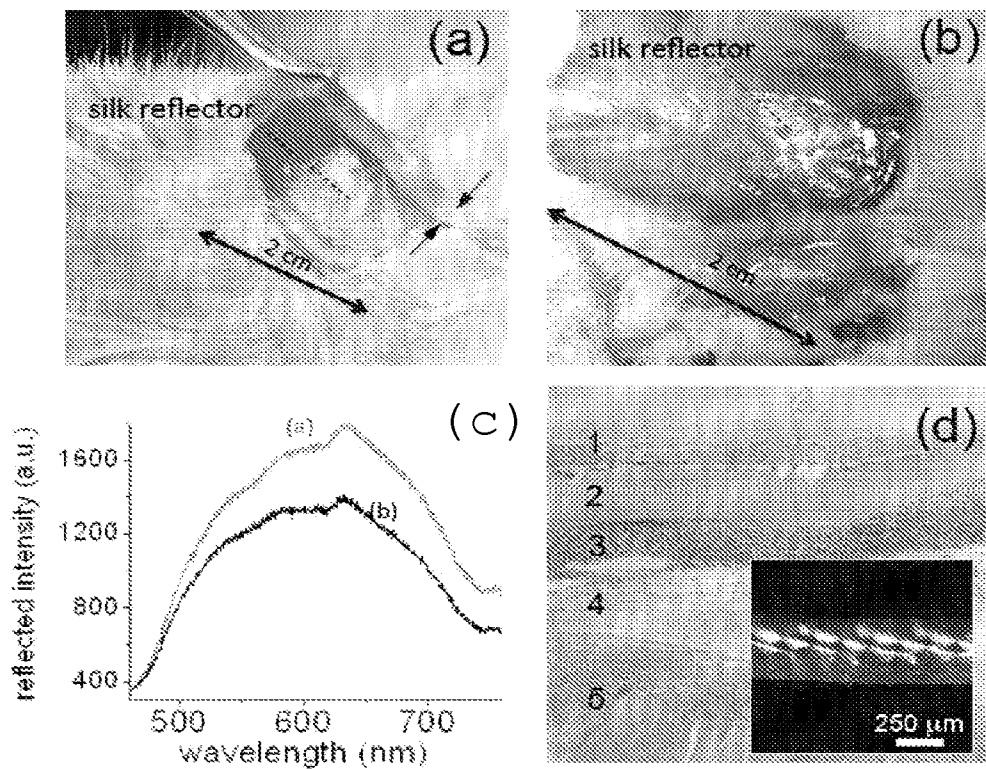 (a)
silk reflector
2 cm
(b)
silk reflector
2 cm
(c)
reflected intensity (a.u.)
1600
1200
800
400
(a)
(b)
500
600
700
wavelength (nm)
(d)
1
2
3
4
5
250 μm